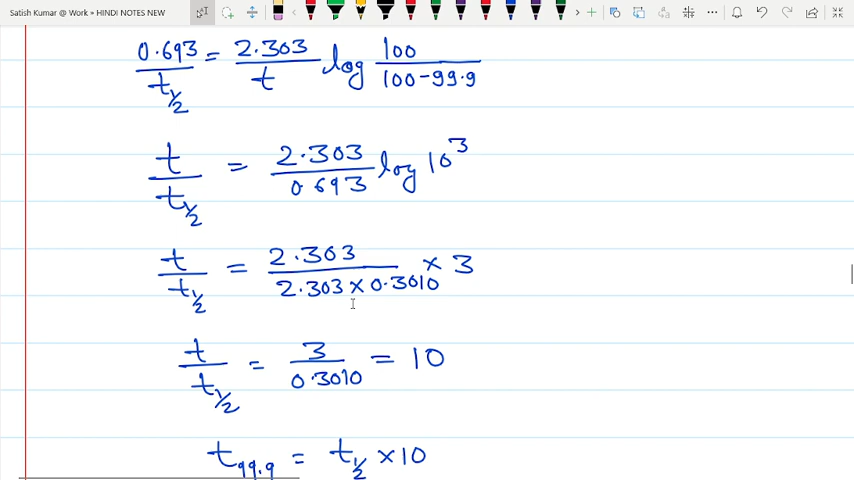 Satish Kumar @ Work » HINDI NOTES NEW
0.693/t½ = 2.303/t log 100/100-99.9
t/t½ = 2.303/0.693 log 10³
t/t½ = 2.303/2.303×0.3010 × 3
t/t½ = 3/0.3010 = 10
t99.9 = t½ × 10